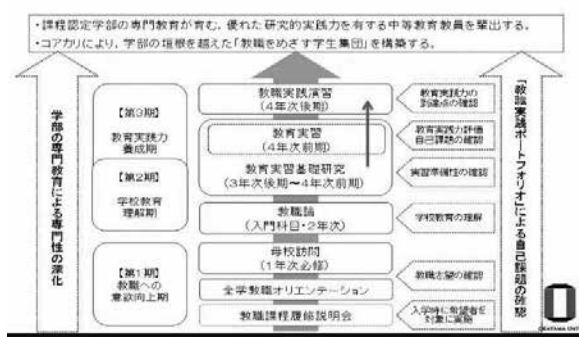 ・課程認定学部の専門教育が育む、優れた研究的実践力を有する中等教育教員を輩出する。
・コアカリにより、学部の垣根を越えた「教職をめざす学生集団」を構築する。
学部の専門教育による専門性の深化
【第3期】
教育実践力
養成期
【第2期】
学校教育
理解期
【第1期】
教職への
意欲向上期
教職実践演習
(4年次後期)
教育実習
(4年次前期)
教育実習基礎研究
(3年次後期～4年次前期)
教職論
(入門科目・2年次)
母校訪問
(1年次必修)
全学教職オリエンテーション
教職課程履修説明会
教育実践力の
到達点の確認
教育実践力評価
自己課題の確認
実習準備性の確認
学校教育の理解
教職志望の確認
入学時に希望者を
対象に実施
「教職実践ポートフォリオ」による自己課題の確認
OKAYAMA UNIV.